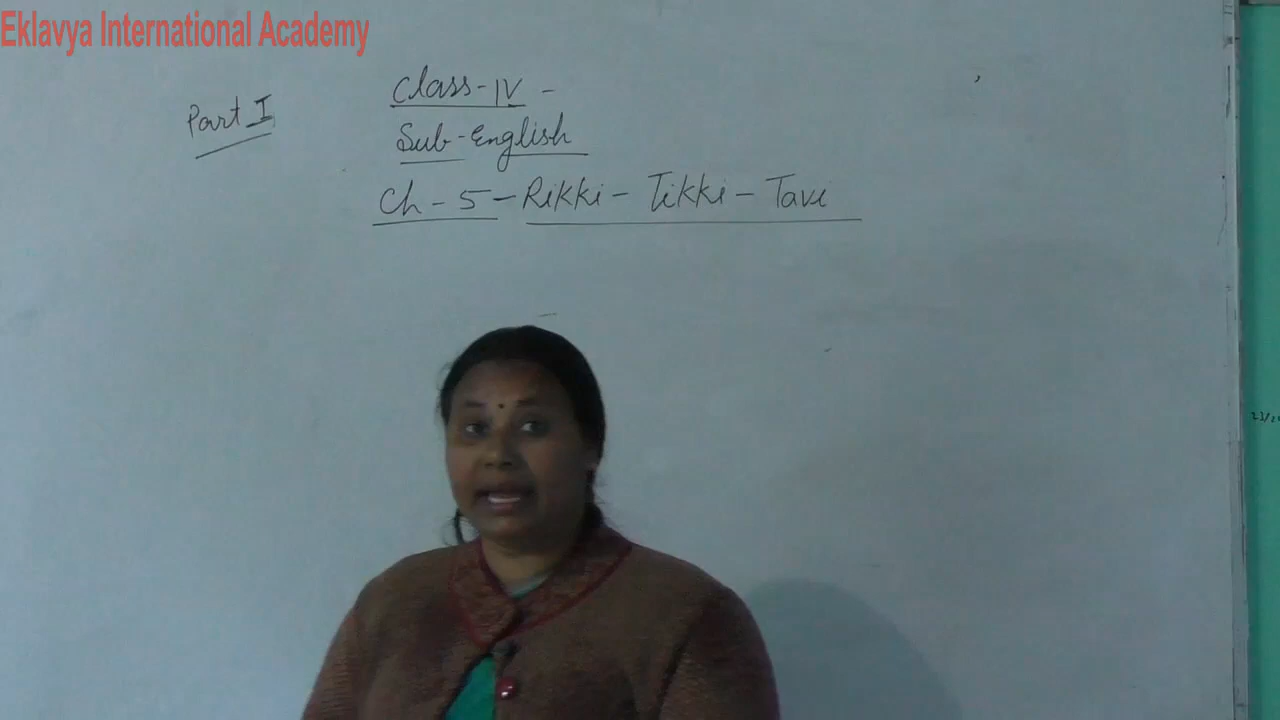 Eklavya International Academy
Class-IV -
Part I
Sub-English
Ch-5-Rikki-Tikki-Tavi